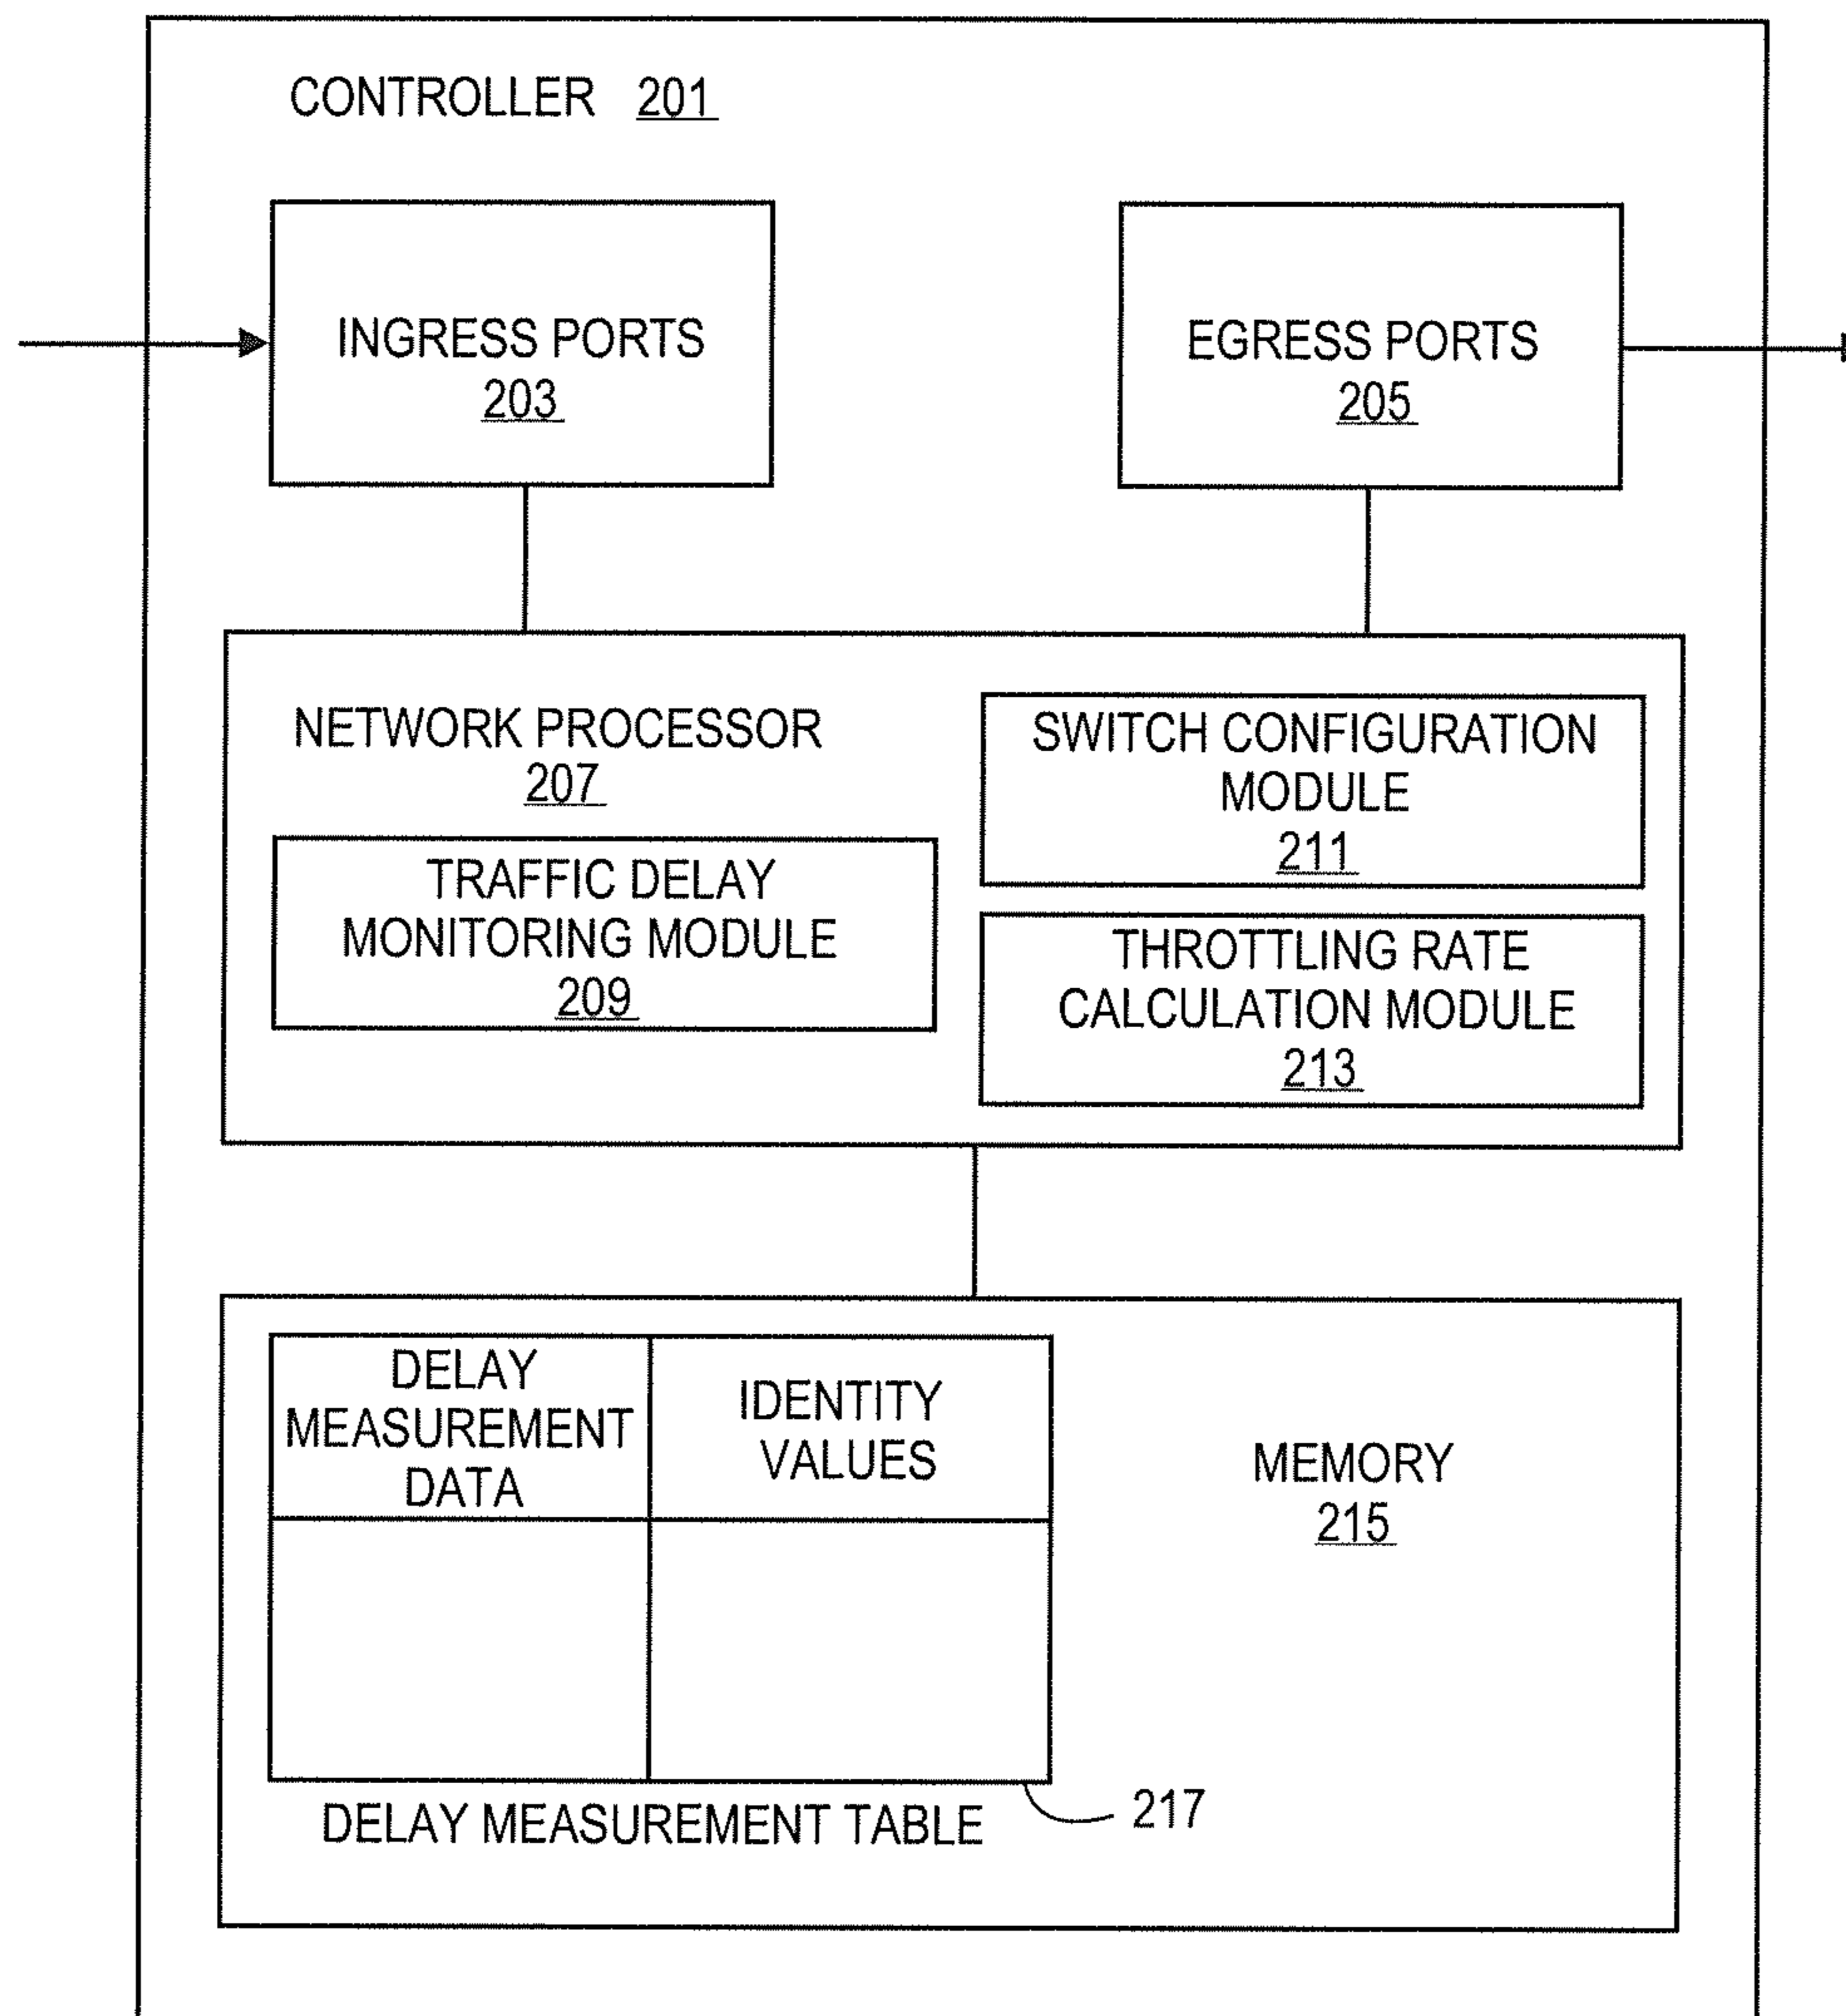 CONTROLLER 201
INGRESS PORTS
203
EGRESS PORTS
205
NETWORK PROCESSOR
207
SWITCH CONFIGURATION
MODULE
211
TRAFFIC DELAY
MONITORING MODULE
209
THROTTLING RATE
CALCULATION MODULE
213
DELAY
MEASUREMENT
DATA
IDENTITY
VALUES
MEMORY
215
217
DELAY MEASUREMENT TABLE